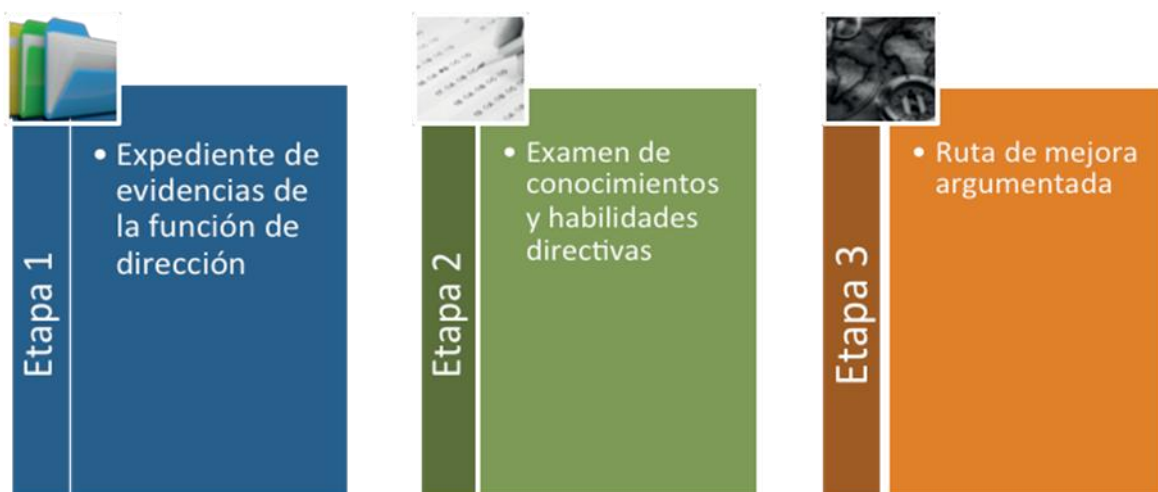 Etapa 1
• Expediente de
evidencias de
la función de
dirección
Etapa 2
• Examen de
conocimientos
y habilidades
directivas
Etapa 3
• Ruta de mejora
argumentada